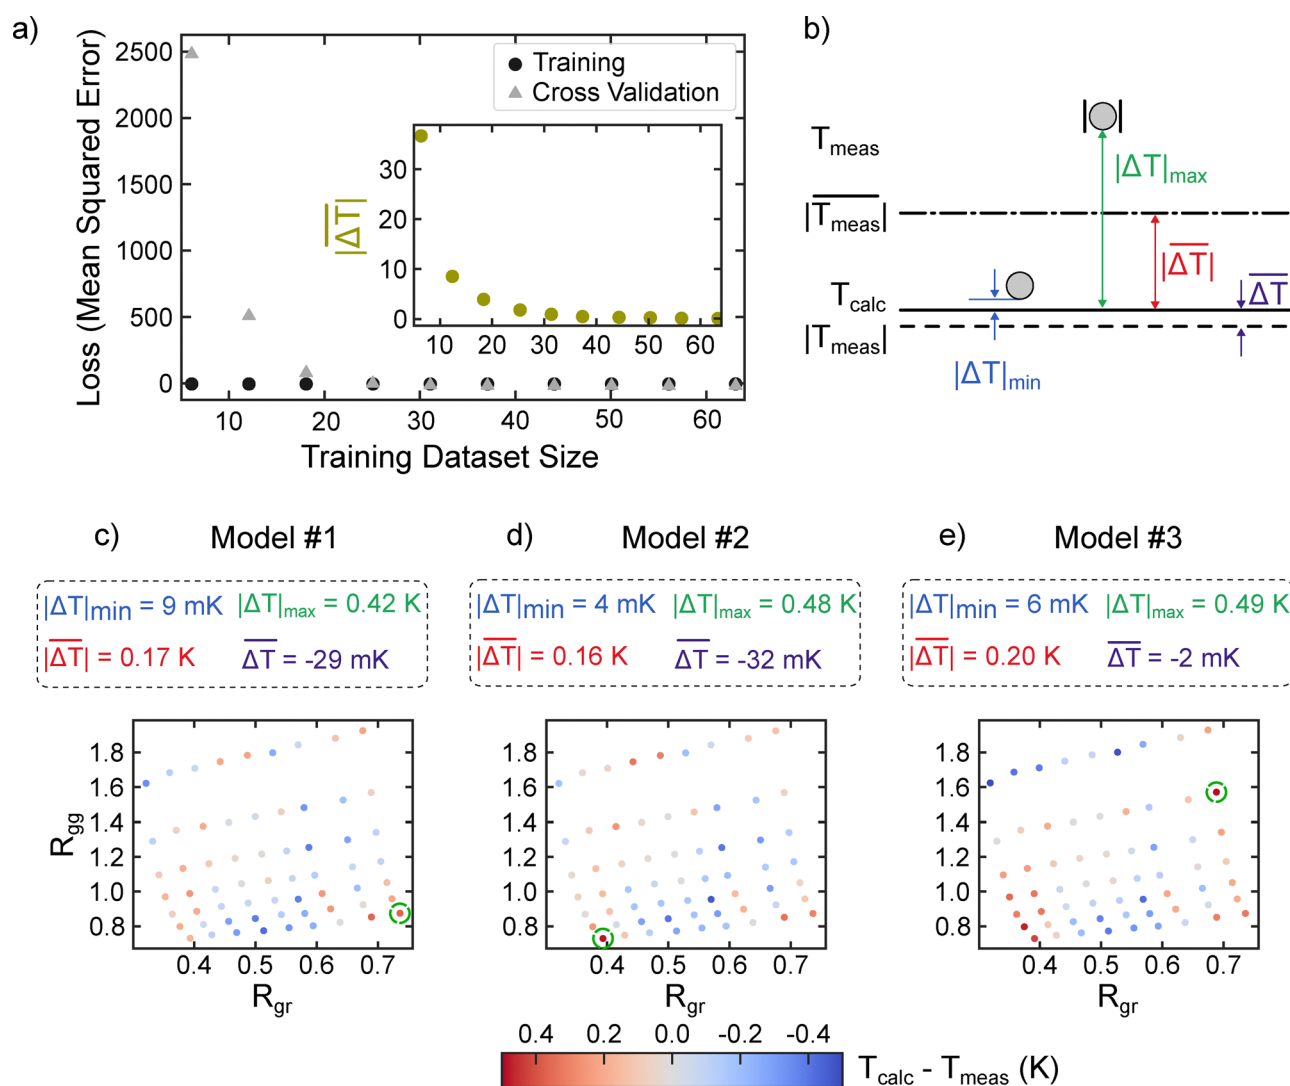 a)
Loss (Mean Squared Error)
2500
2000
1500
1000
500
0
10 20 30 40 50 60
Training Dataset Size
Training
Cross Validation
|ΔT|
30
20
10
0
10 20 30 40 50 60
b)
T_meas
|T_meas|
T_calc
|T_meas|
|ΔT|_max
|ΔT|
ΔT
|ΔT|_min
c) Model #1
|ΔT|min = 9 mK |ΔT|max = 0.42 K
|ΔT| = 0.17 K ΔT = -29 mK
R_gg
1.8
1.6
1.4
1.2
1.0
0.8
0.4 0.5 0.6 0.7
R_gr
d) Model #2
|ΔT|min = 4 mK |ΔT|max = 0.48 K
|ΔT| = 0.16 K ΔT = -32 mK
1.8
1.6
1.4
1.2
1.0
0.8
0.4 0.5 0.6 0.7
R_gr
e) Model #3
|ΔT|min = 6 mK |ΔT|max = 0.49 K
|ΔT| = 0.20 K ΔT = -2 mK
1.8
1.6
1.4
1.2
1.0
0.8
0.4 0.5 0.6 0.7
R_gr
0.4 0.2 0.0 -0.2 -0.4
T_calc - T_meas (K)